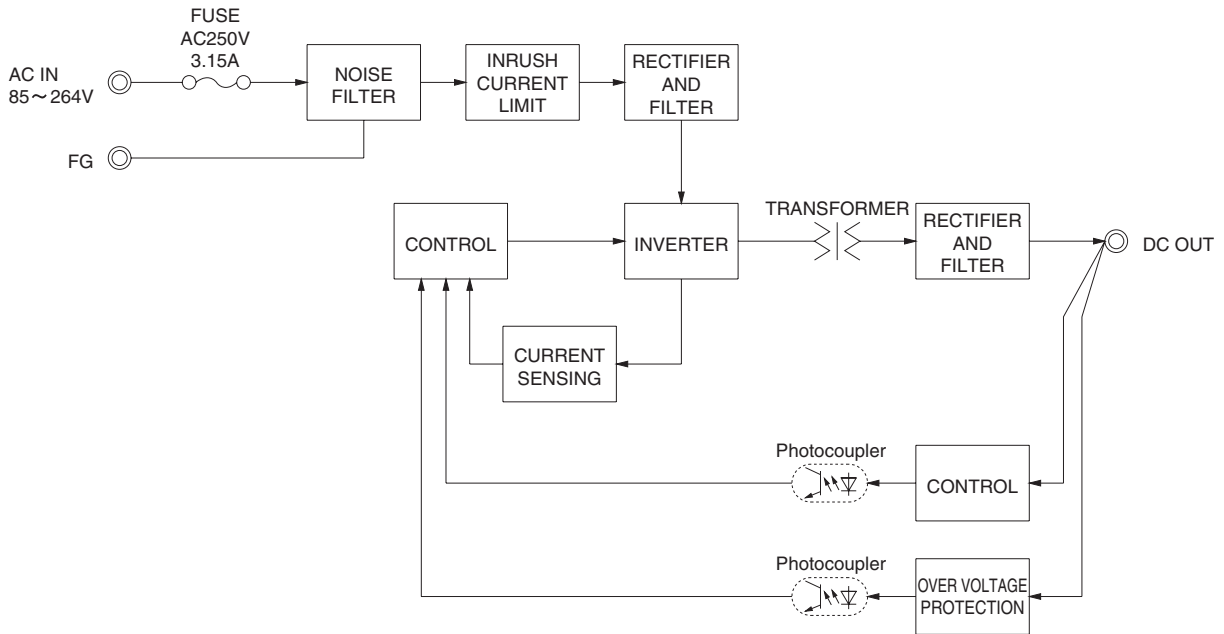 FUSE
AC250V
3.15A
AC IN
85～264V
NOISE
FILTER
INRUSH
CURRENT
LIMIT
RECTIFIER
AND
FILTER
FG
CONTROL
INVERTER
TRANSFORMER
RECTIFIER
AND
FILTER
DC OUT
CURRENT
SENSING
Photocoupler
CONTROL
Photocoupler
OVER VOLTAGE
PROTECTION